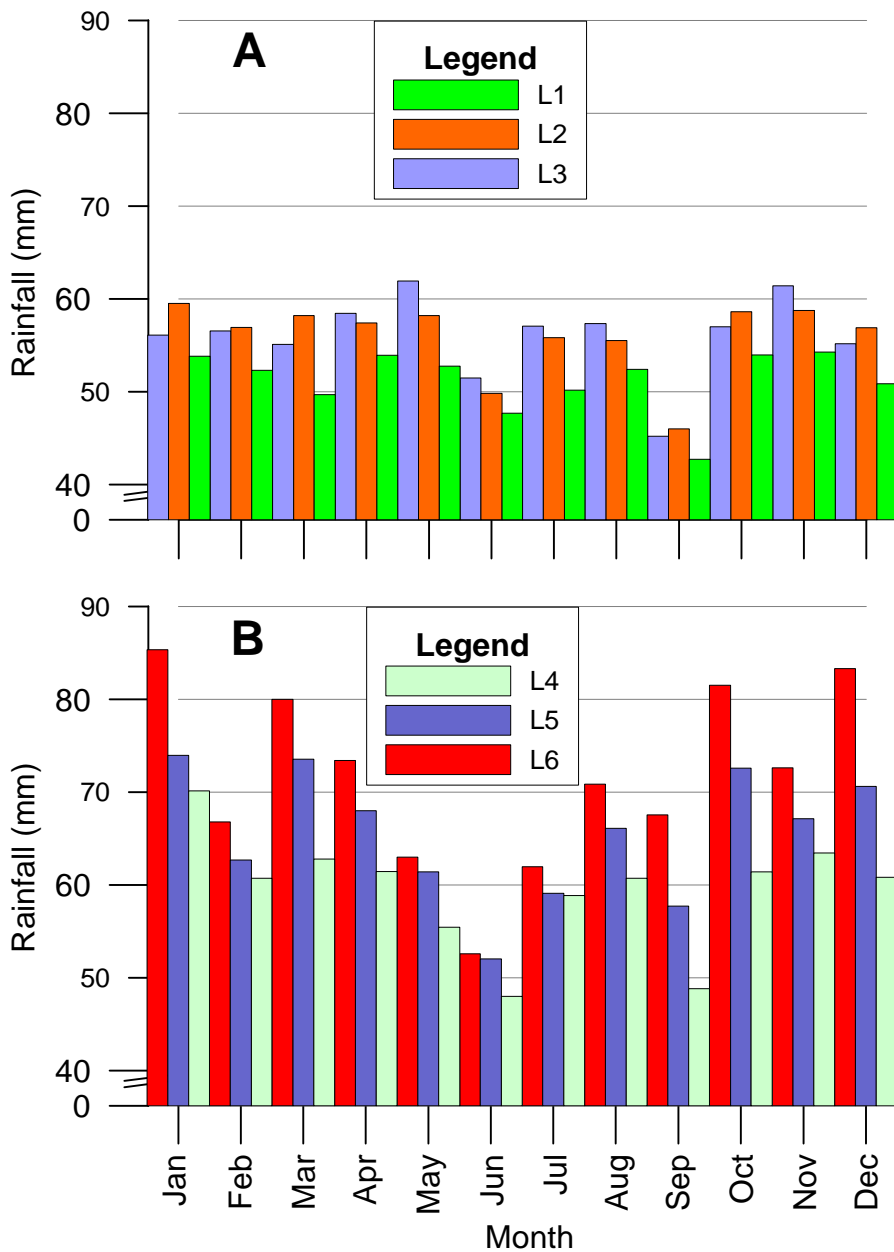 90
A
Legend
L1
L2
L3
80
70
60
50
40
0
Rainfall (mm)
90
B
Legend
L4
L5
L6
80
70
60
50
40
0
Rainfall (mm)
Jan Feb Mar Apr May Jun Jul Aug Sep Oct Nov Dec
Month